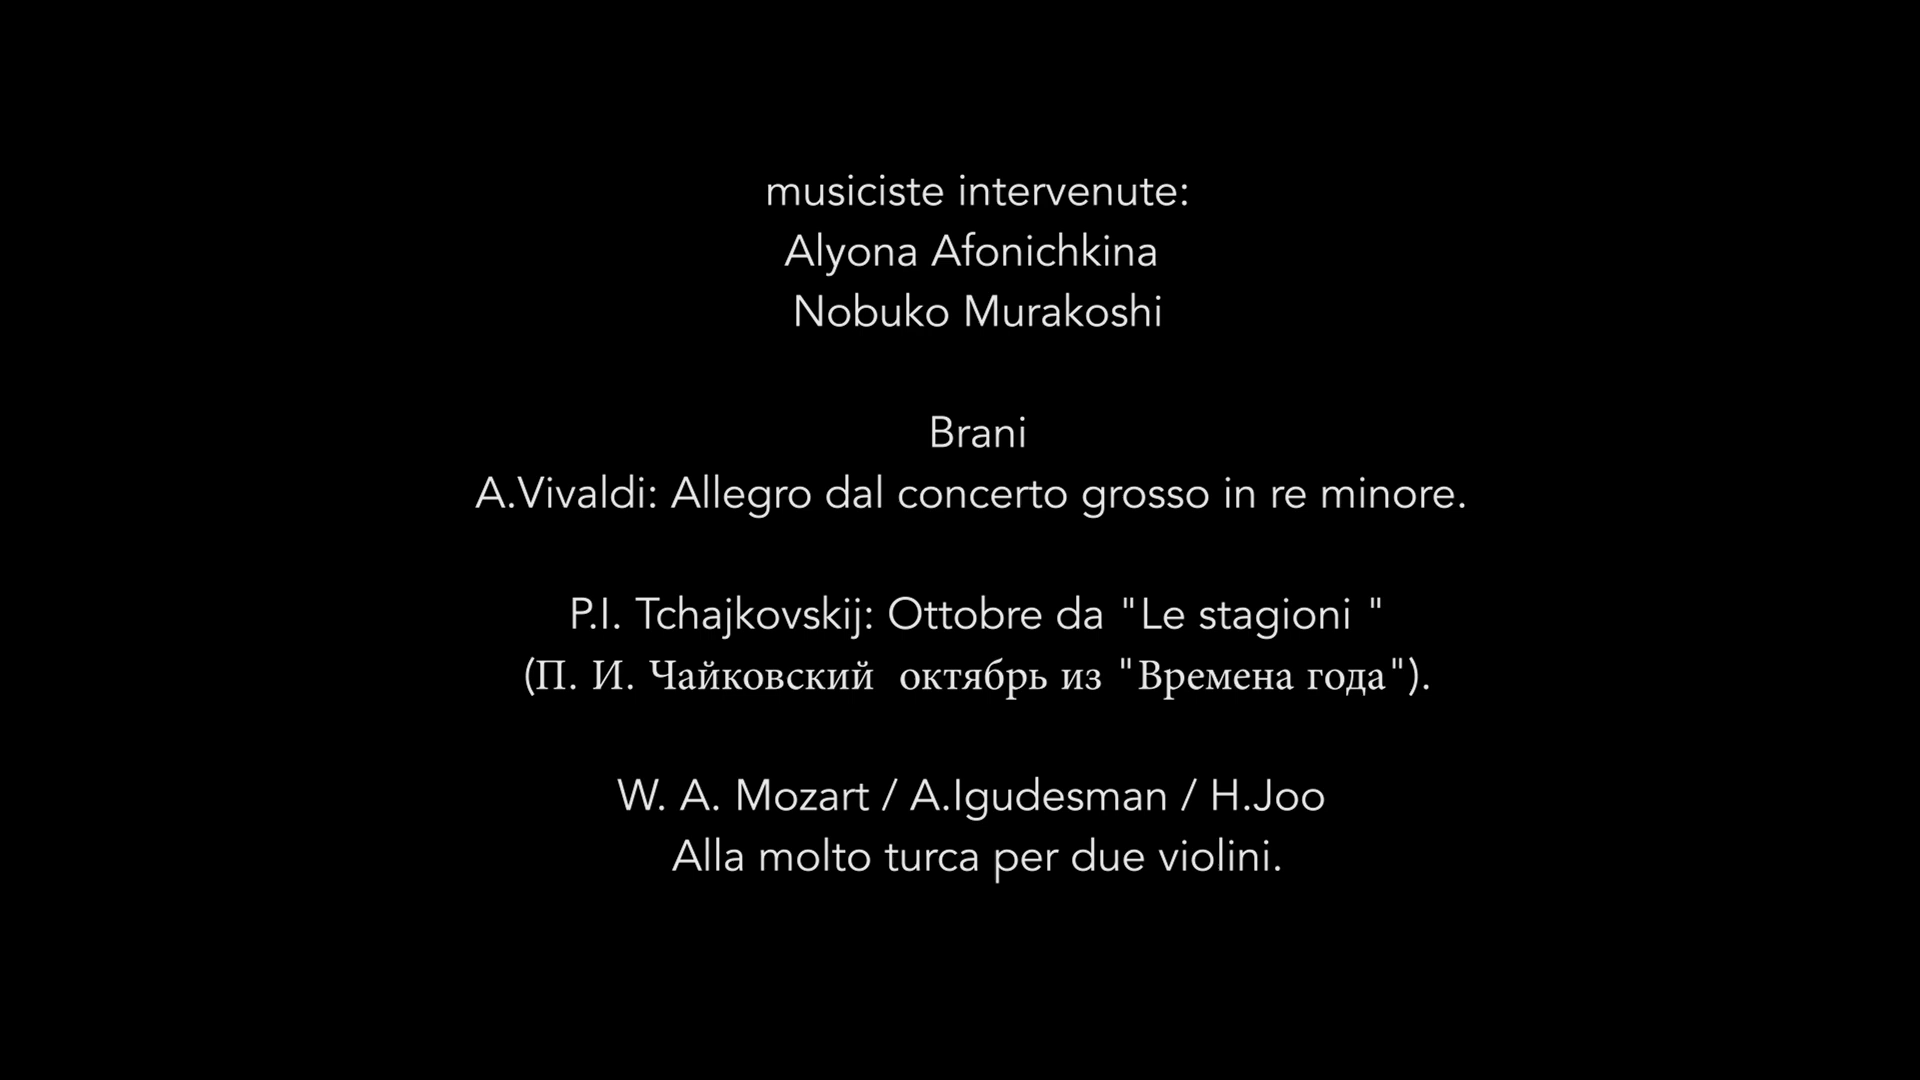 musiciste intervenute:
Alyona Afonichkina
Nobuko Murakoshi
Brani
A.Vivaldi: Allegro dal concerto grosso in re minore.
P.I. Tchajkovskij: Ottobre da "Le stagioni "
(П. И. Чайковский  октябрь из "Времена года").
W. A. Mozart / A.Igudesman / H.Joo
Alla molto turca per due violini.